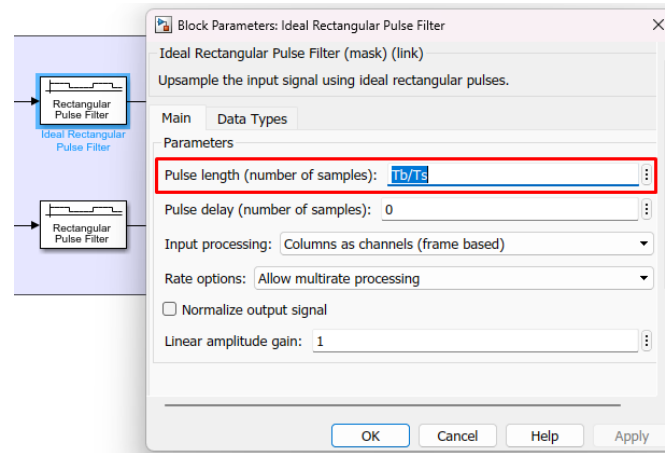 Block Parameters: Ideal Rectangular Pulse Filter
Ideal Rectangular Pulse Filter (mask) (link)
Upsample the input signal using ideal rectangular pulses.
Main Data Types
Parameters
Pulse length (number of samples): Tb/Ts
Pulse delay (number of samples): 0
Input processing: Columns as channels (frame based)
Rate options: Allow multirate processing
Normalize output signal
Linear amplitude gain: 1
OK Cancel Help Apply
Rectangular
Pulse Filter
Ideal Rectangular
Pulse Filter
Rectangular
Pulse Filter